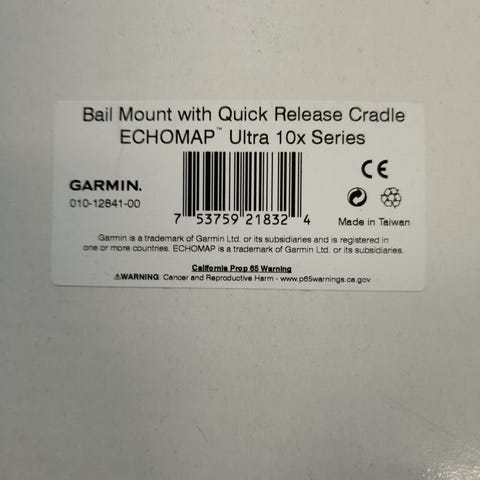 Bail Mount with Quick Release Cradle
ECHOMAP™ Ultra 10x Series
GARMIN.
010-12841-00
7 53759 21832 4
CE
Made in Taiwan
Garmin is a trademark of Garmin Ltd. or its subsidiaries and is registered in
one or more countries. ECHOMAP is a trademark of Garmin Ltd. or its subsidiaries.
California Prop 65 Warning
⚠WARNING: Cancer and Reproductive Harm - www.p65warnings.ca.gov